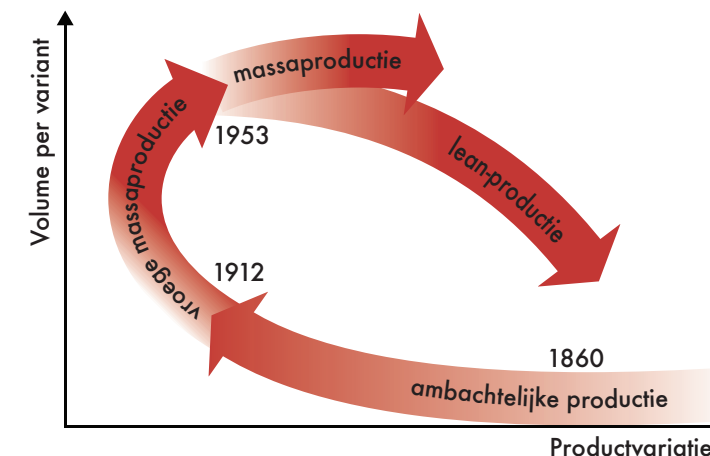 Volume per variant
massaproductie
1953
lean-productie
vroege massaproductie
1912
1860
ambachtelijke productie
Productvariatie